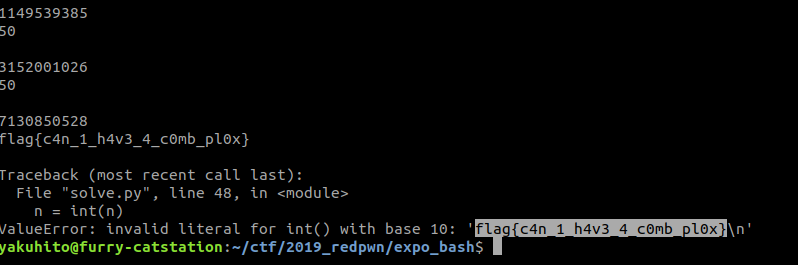 1149539385
50
3152001026
50
7130850528
flag{c4n_1_h4v3_4_c0mb_pl0x}
Traceback (most recent call last):
  File "solve.py", line 48, in <module>
    n = int(n)
ValueError: invalid literal for int() with base 10: 'flag{c4n_1_h4v3_4_c0mb_pl0x}\n'
yakuhito@furry-catstation:~/ctf/2019_redpwn/expo_bash$